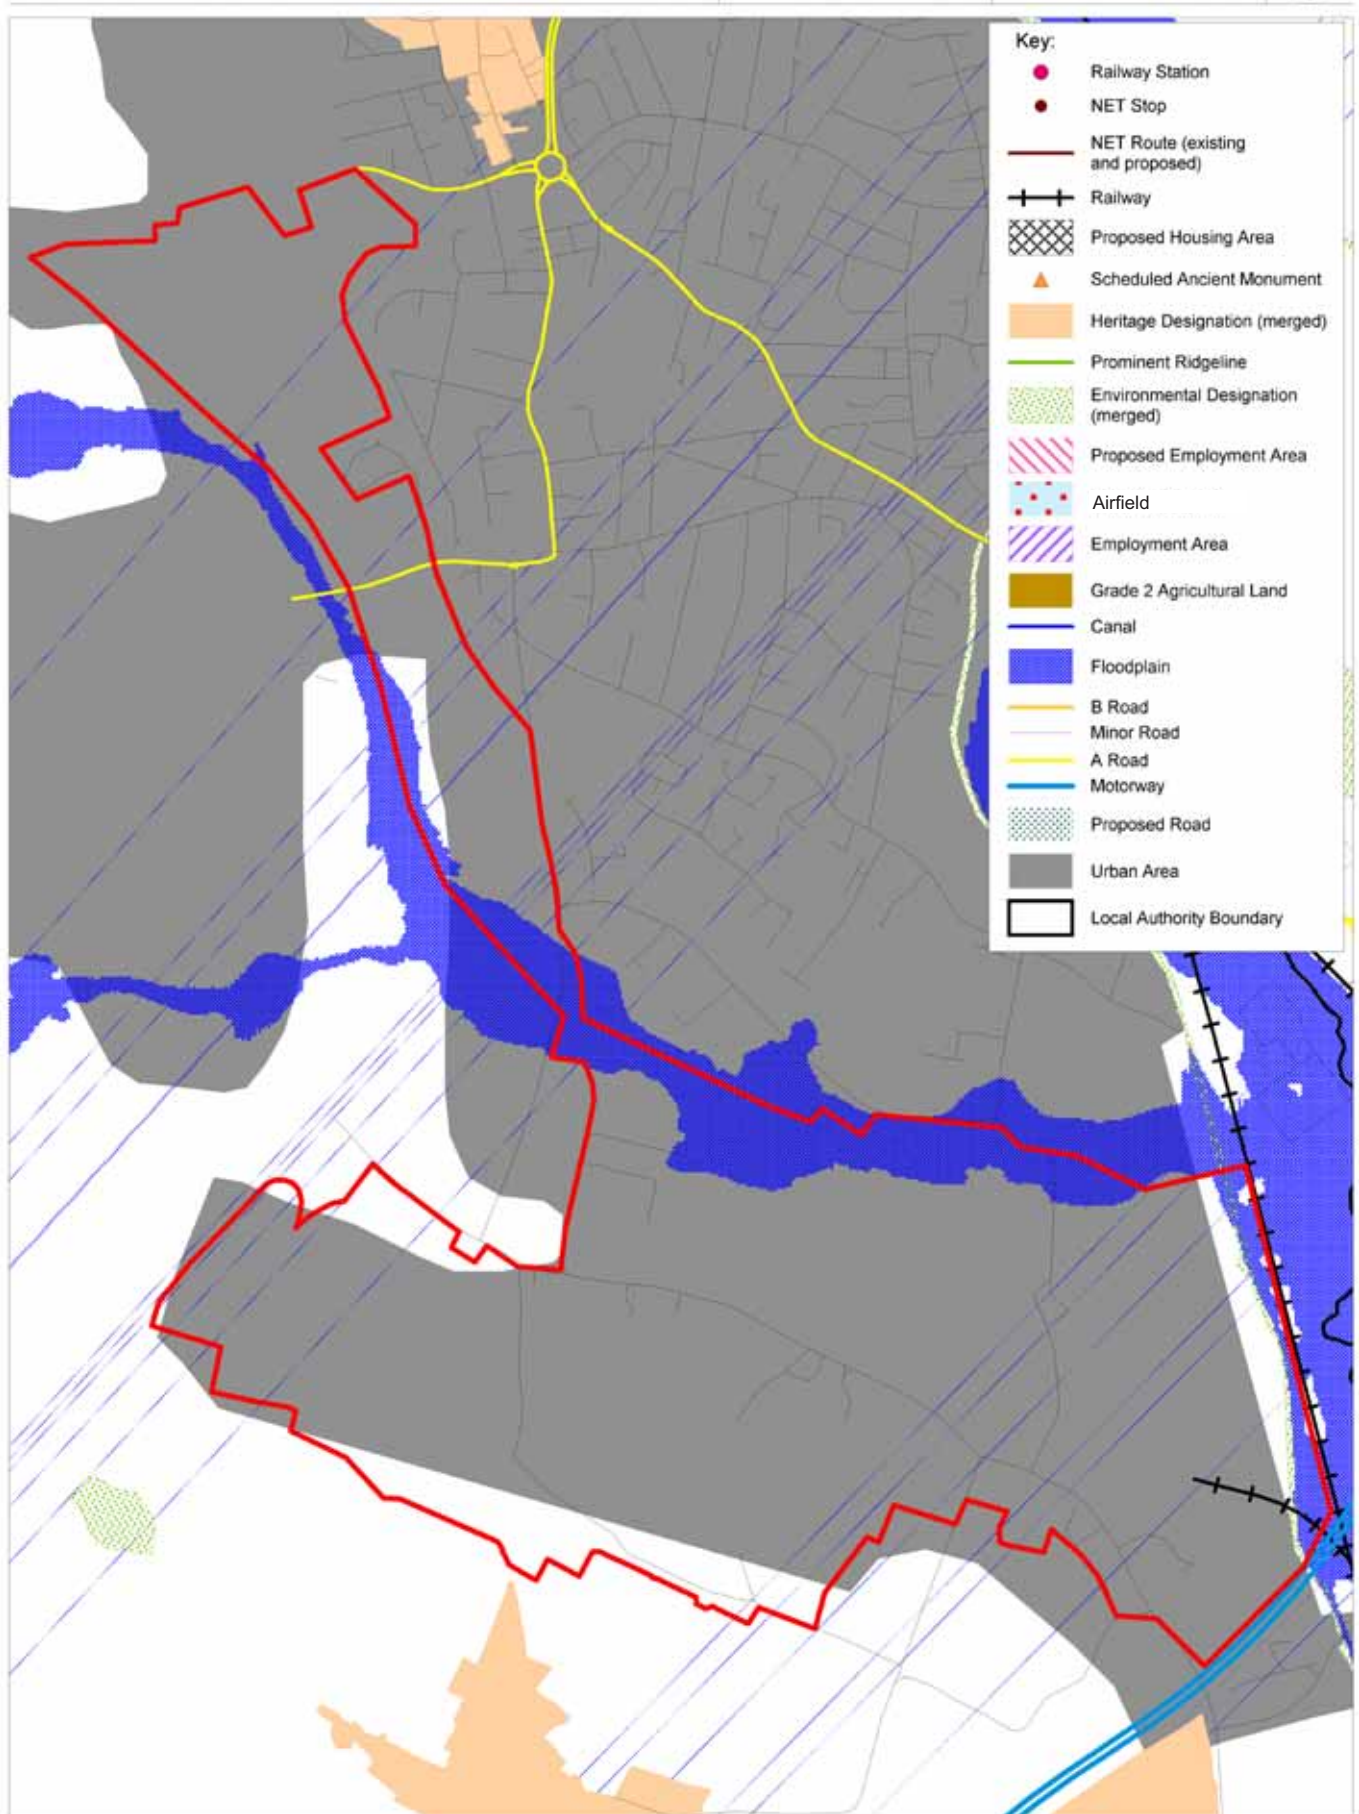 Key:
Railway Station
NET Stop
NET Route (existing
and proposed)
Railway
Proposed Housing Area
Scheduled Ancient Monument
Heritage Designation (merged)
Prominent Ridgeline
Environmental Designation
(merged)
Proposed Employment Area
Airfield
Employment Area
Grade 2 Agricultural Land
Canal
Floodplain
B Road
Minor Road
A Road
Motorway
Proposed Road
Urban Area
Local Authority Boundary